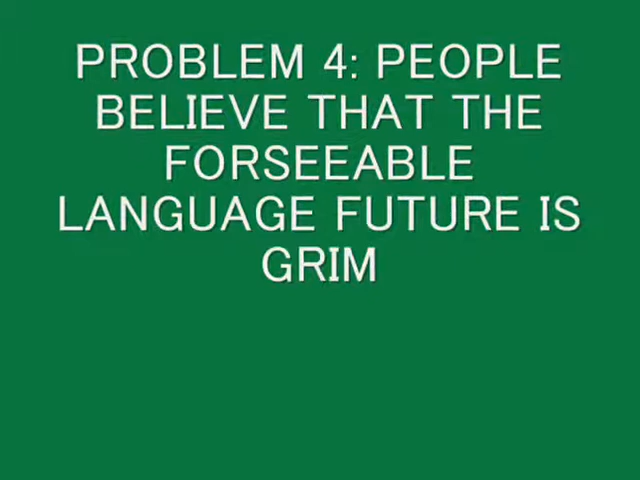 PROBLEM 4: PEOPLE
BELIEVE THAT THE
FORSEEABLE
LANGUAGE FUTURE IS
GRIM